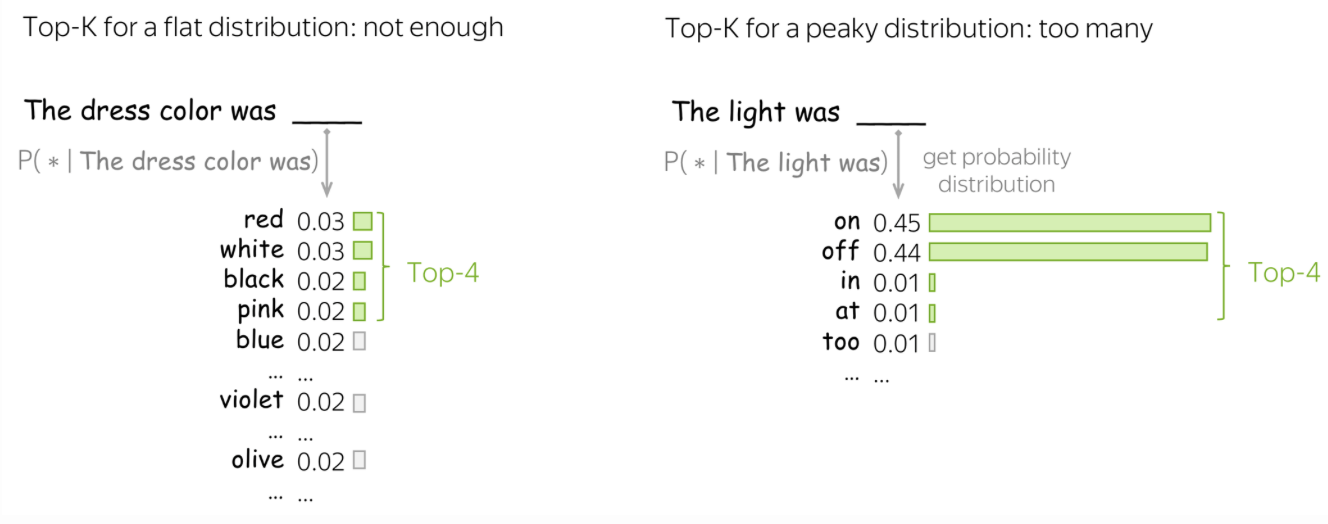 Top-K for a flat distribution: not enough
The dress color was _____
P( * | The dress color was)
red 0.03
white 0.03
black 0.02
pink 0.02
Top-4
blue 0.02
... ...
violet 0.02
... ...
olive 0.02
... ...
Top-K for a peaky distribution: too many
The light was _____
P( * | The light was)
get probability
distribution
on 0.45
off 0.44
in 0.01
at 0.01
Top-4
too 0.01
... ...